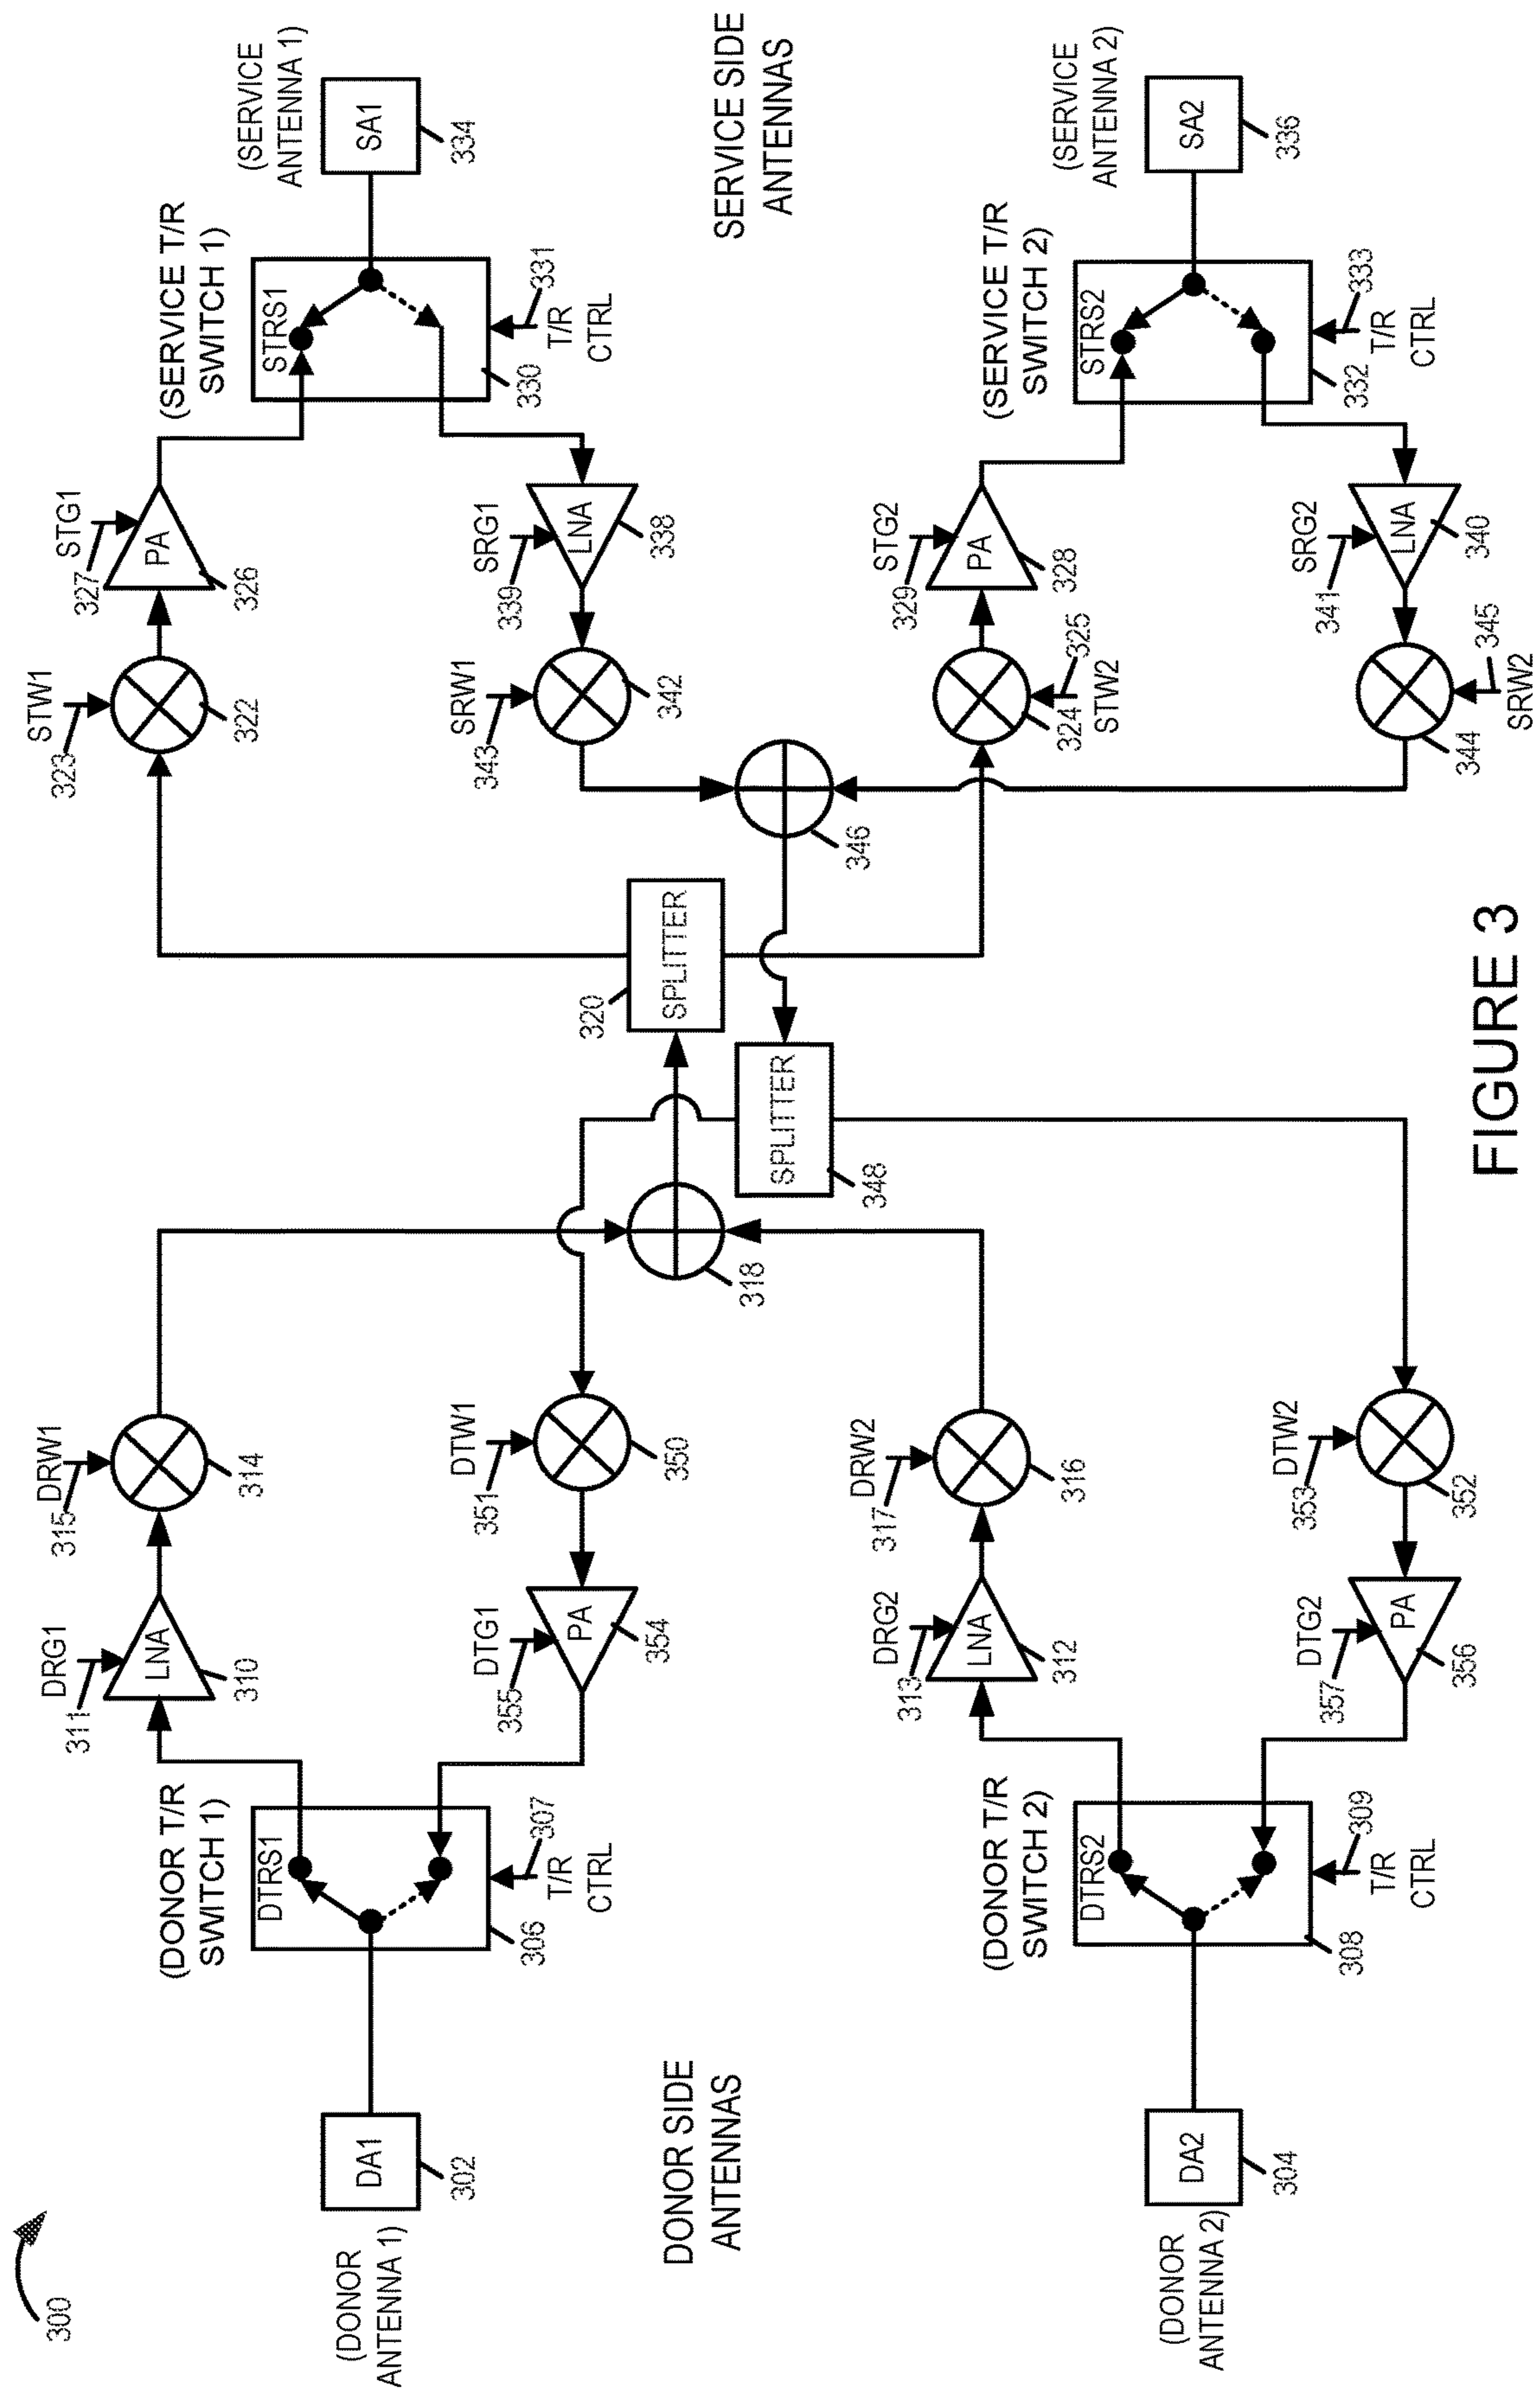 300
(DONOR
ANTENNA 1)
DA1
302
(DONOR T/R
SWITCH 1)
DTRS1
306
307
T/R
CTRL
DRG1
311
LNA
310
DRW1
315
314
DTG1
355
PA
354
DTW1
351
350
DONOR SIDE
ANTENNAS
(DONOR
ANTENNA 2)
DA2
304
(DONOR T/R
SWITCH 2)
DTRS2
308
309
T/R
CTRL
DRG2
313
LNA
312
DRW2
317
316
DTG2
357
PA
356
DTW2
353
352
318
SPLITTER
348
SPLITTER
320
346
STW1
323
322
STG1
327
PA
326
SRW1
343
342
SRG1
339
LNA
338
(SERVICE T/R
SWITCH 1)
STRS1
330
331
T/R
CTRL
(SERVICE
ANTENNA 1)
SA1
334
SERVICE SIDE
ANTENNAS
324
325
STW2
STG2
329
PA
328
344
345
SRW2
SRG2
341
LNA
340
(SERVICE T/R
SWITCH 2)
STRS2
332
333
T/R
CTRL
(SERVICE
ANTENNA 2)
SA2
336
FIGURE 3